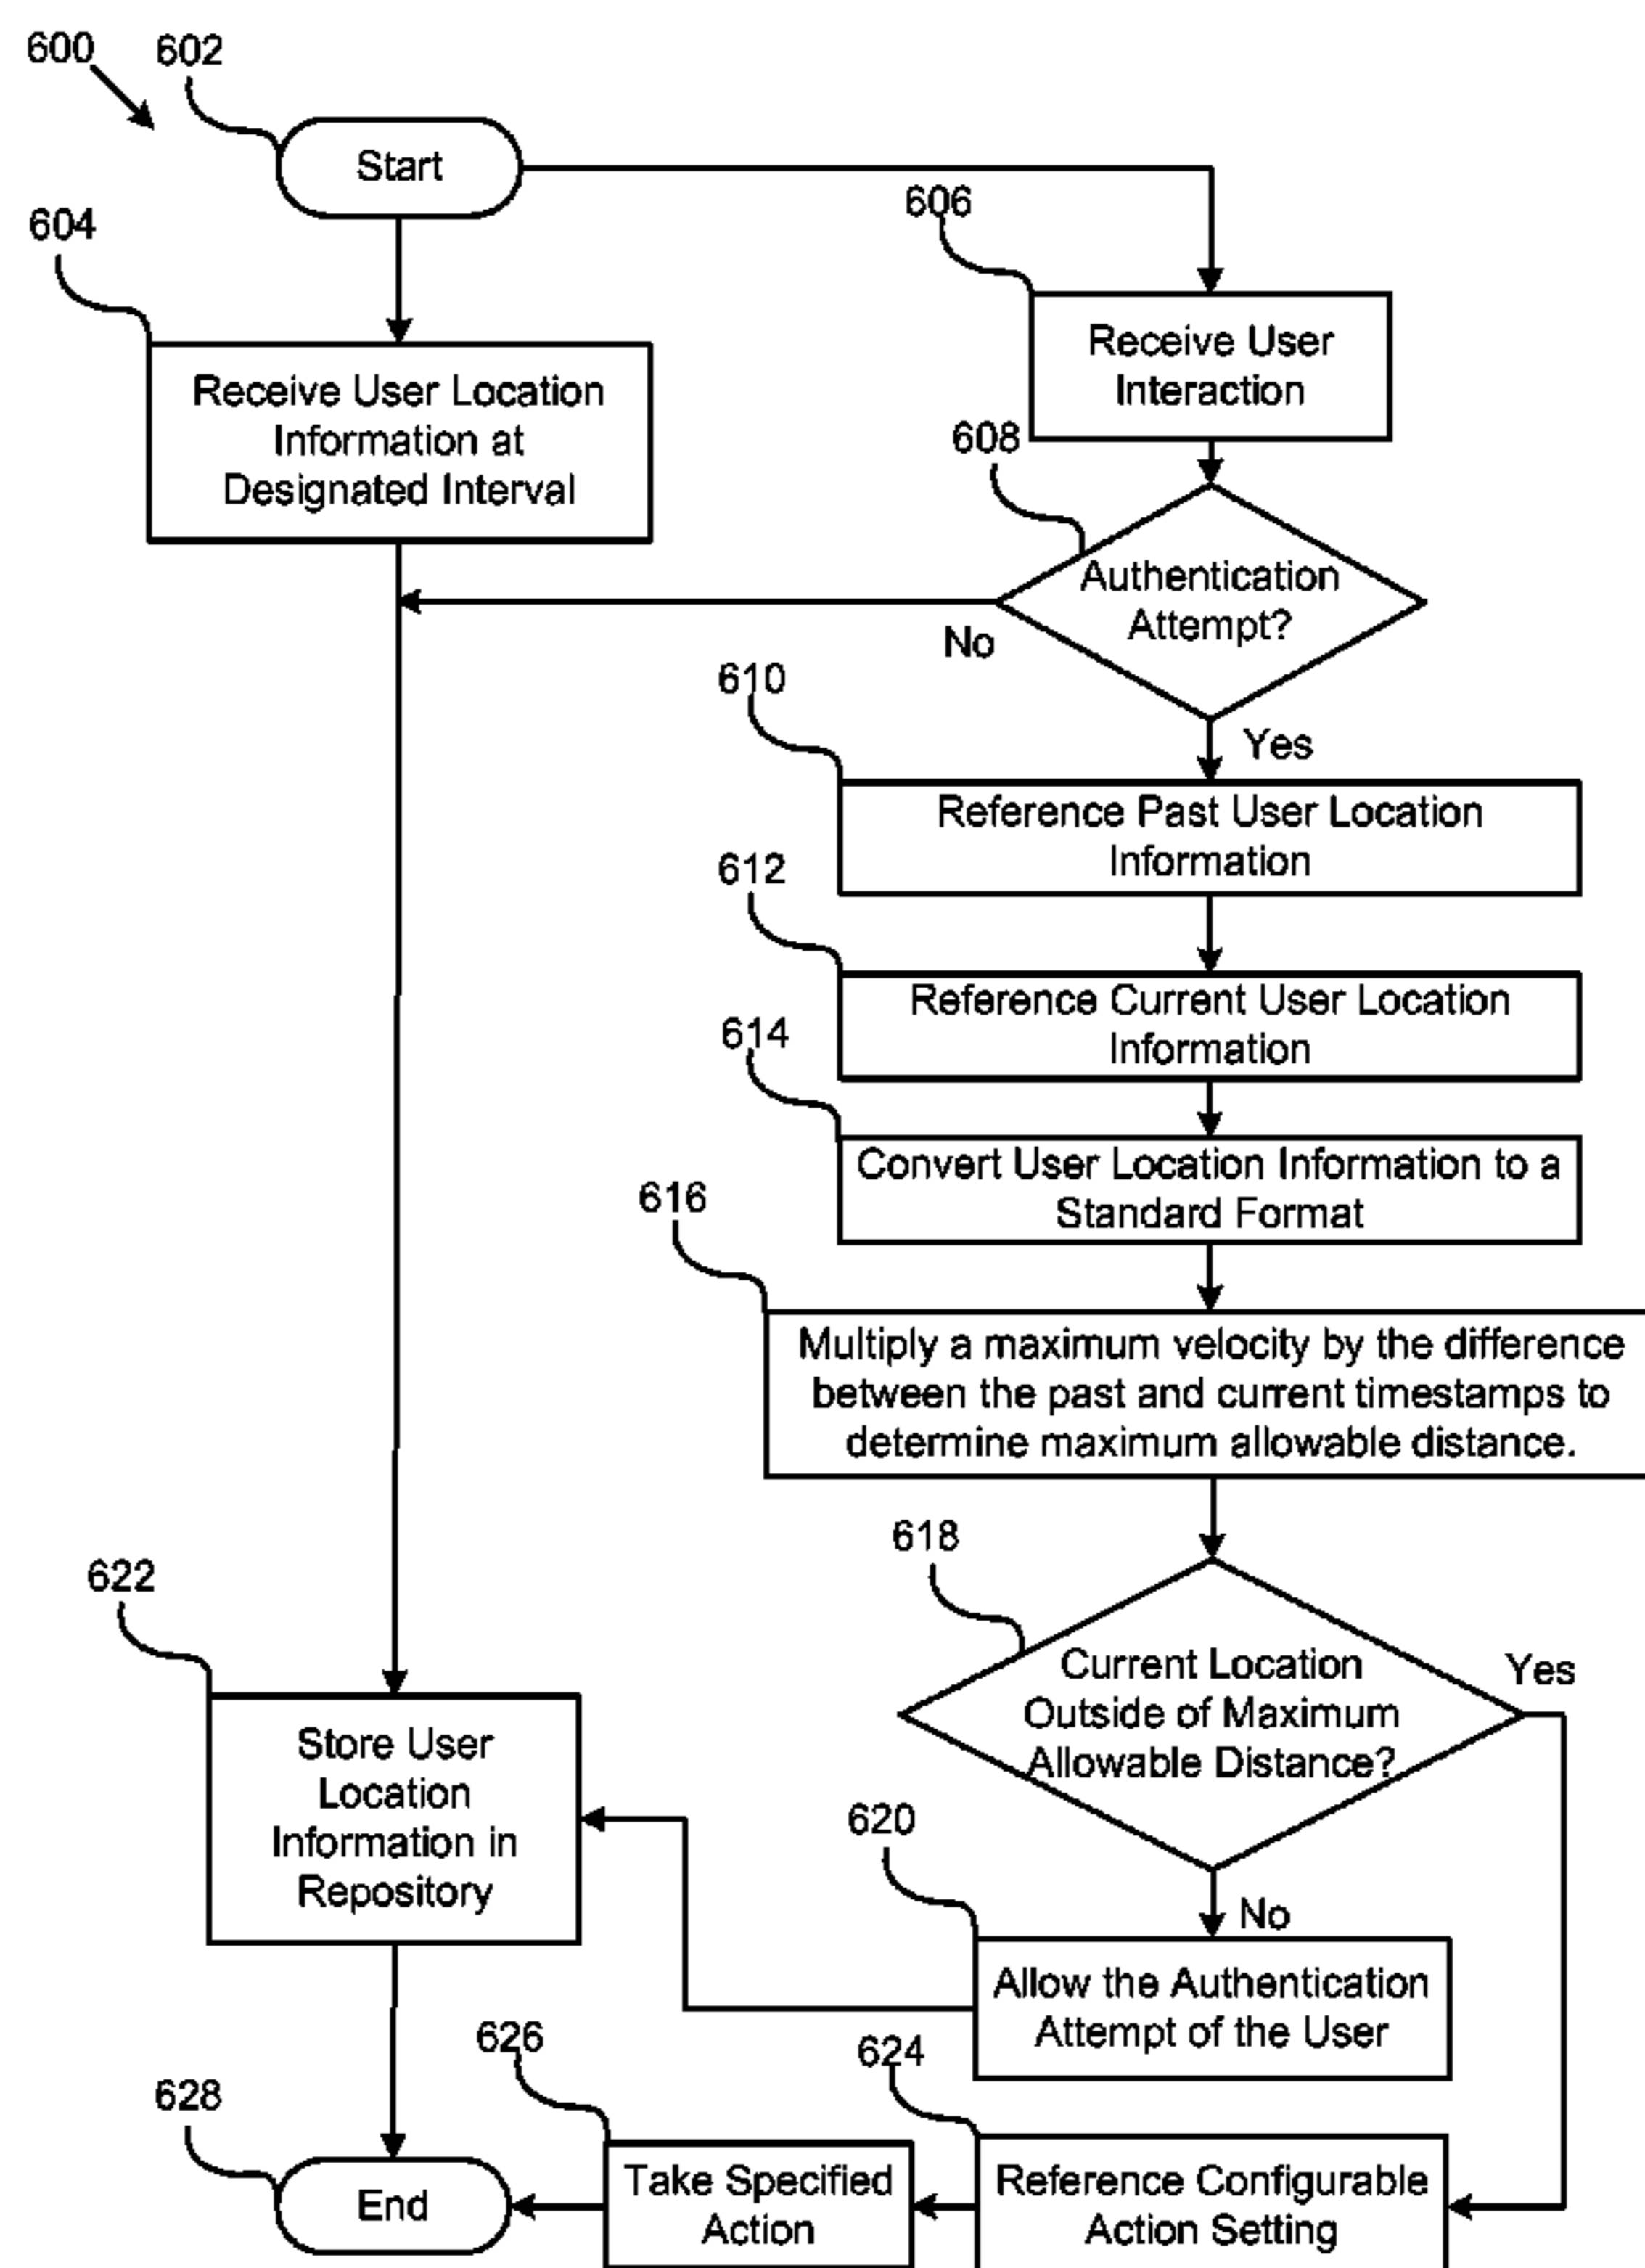 600
602
Start
604
606
Receive User Location
Information at
Designated Interval
Receive User
Interaction
608
Authentication
Attempt?
No
Yes
610
Reference Past User Location
Information
612
Reference Current User Location
Information
614
Convert User Location Information to a
Standard Format
616
Multiply a maximum velocity by the difference
between the past and current timestamps to
determine maximum allowable distance.
618
Current Location
Outside of Maximum
Allowable Distance?
Yes
No
622
Store User
Location
Information in
Repository
620
Allow the Authentication
Attempt of the User
624
Reference Configurable
Action Setting
626
Take Specified
Action
628
End